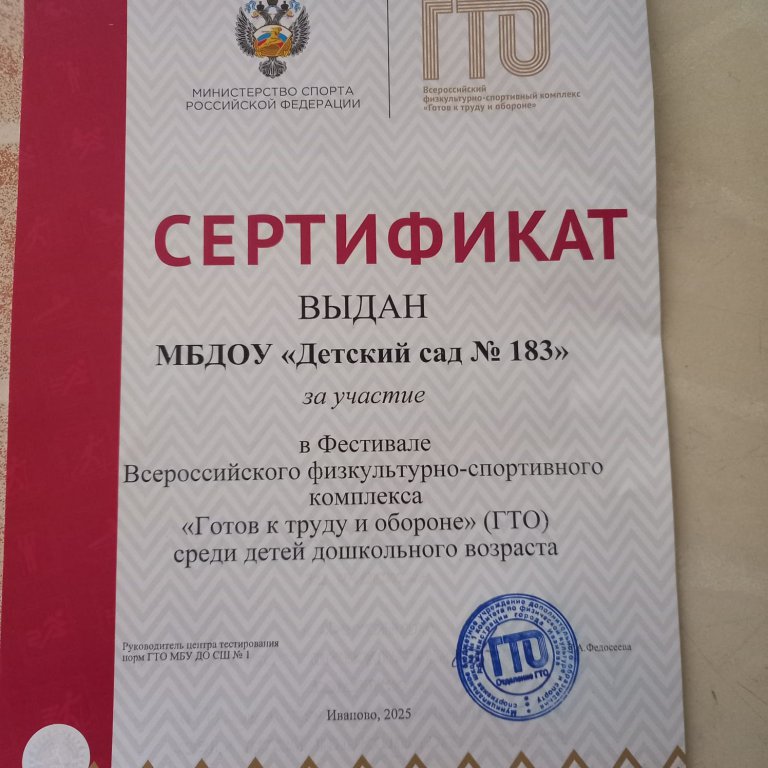 МИНИСТЕРСТВО СПОРТА
РОССИЙСКОЙ ФЕДЕРАЦИИ
ГТО
Всероссийский
физкультурно-спортивный комплекс
«Готов к труду и обороне»
СЕРТИФИКАТ
ВЫДАН
МБДОУ «Детский сад № 183»
за участие
в Фестивале
Всероссийского физкультурно-спортивного
комплекса
«Готов к труду и обороне» (ГТО)
среди детей дошкольного возраста
Руководитель центра тестирования
норм ГТО МБУ ДО СШ № 1
А.Федосеева
ГТО
Отделение ГТО
Иваново, 2025